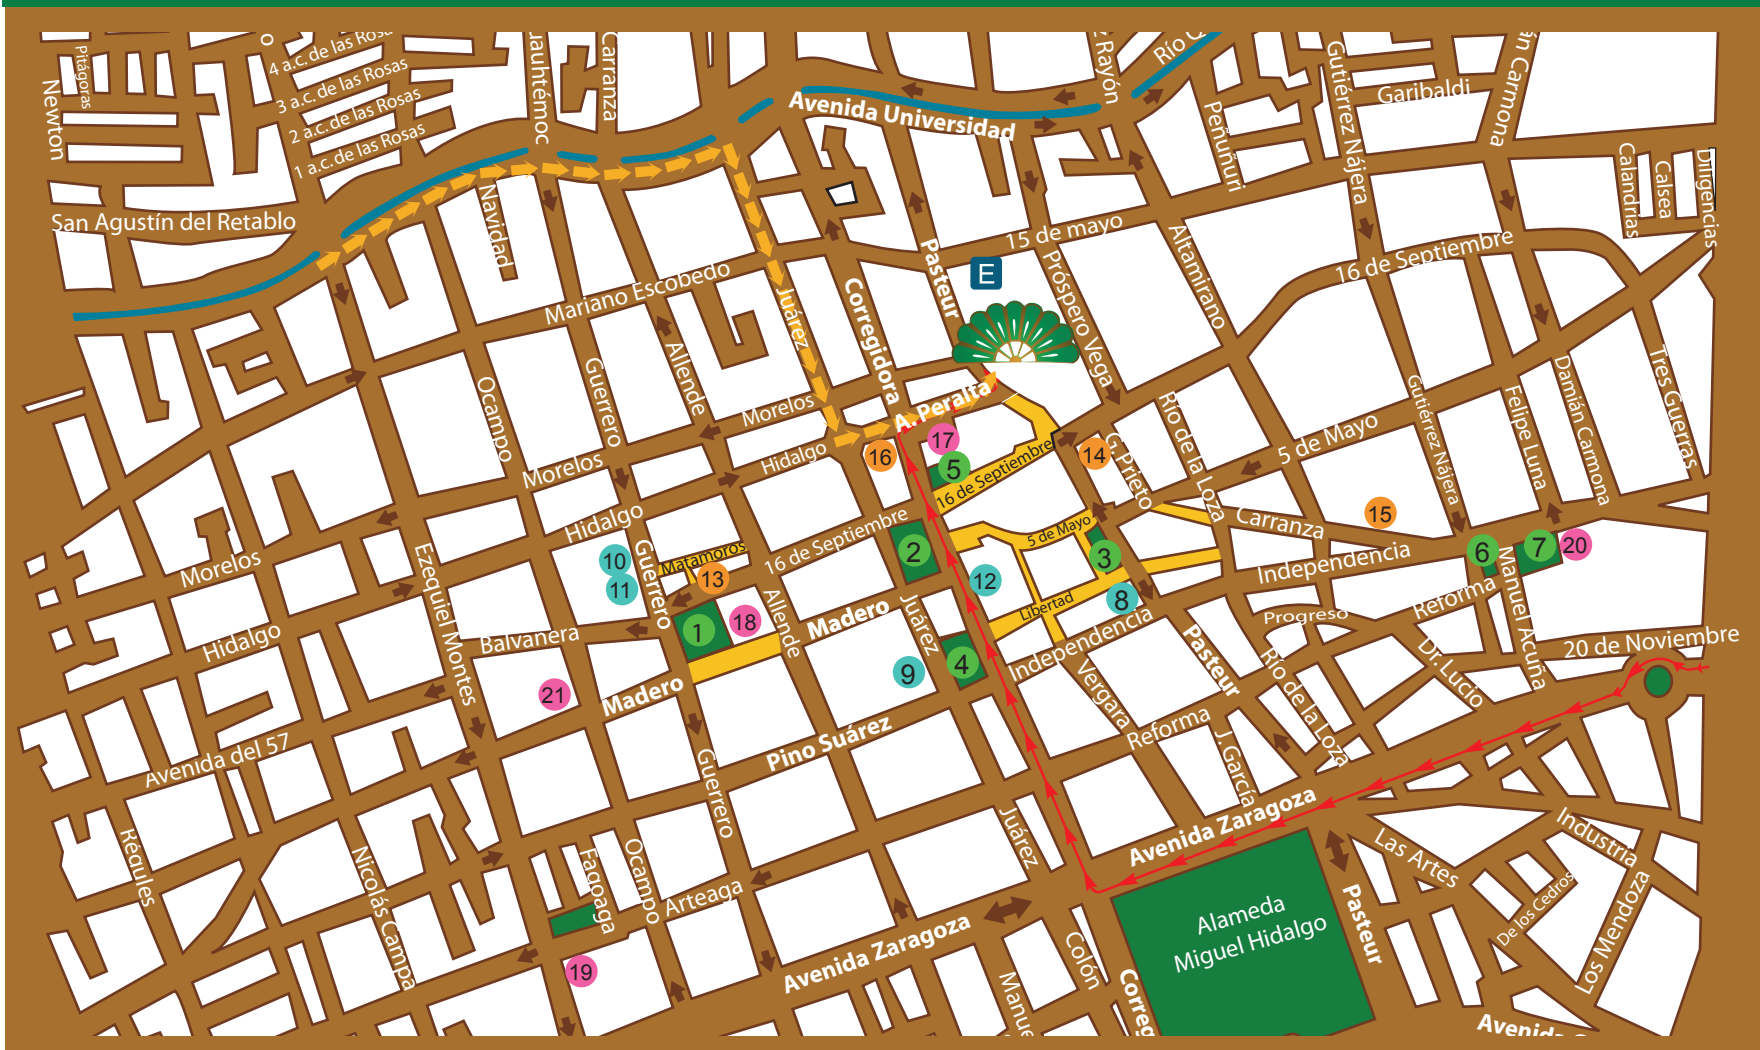 4 a.c. de las Rosa
3 a.c. de las Rosas
2 a.c. de las Rosas
1 a.c. de las Rosas
Pitágoras
Newton
San Agustín del Retablo
uauhtémoc
Carranza
Navidad
Avenida Universidad
z Rayón
Río Q
Peñuñuri
Gutiérrez Nájera
Garibaldi
án Carmona
Calandrias
Calsea
Diligencias
15 de mayo
16 de Septiembre
Pasteur
E
Próspero Vega
Altamirano
Mariano Escobedo
Juárez
Corregidora
Allende
Guerrero
Ocampo
Morelos
A. Peralta
Morelos
Hidalgo
Hidalgo
16
17
5
16 de Septiembre
14
G. Prieto
Río de la Loza
5 de Mayo
Gutiérrez Nájera
Felipe Luna
Damián Carmona
Tres Guerras
15
Carranza
Independencia
6
7
20
Manuel Acuña
Reforma
Progreso
20 de Noviembre
Dr. Lucio
Morelos
Hidalgo
Ezequiel Montes
10
11
Guerrero
Matamoros
13
16 de Septiembre
2
5 de Mayo
3
12
8
Libertad
Independencia
1
18
Allende
Madero
Juárez
9
4
Balvanera
21
Madero
Pino Suárez
Vergara
Pasteur
Río de la Loza
Reforma
J. García
Avenida del 57
Guerrero
Juárez
Avenida Zaragoza
Régules
Nicolás Campa
Fagoaga
Ocampo
Arteaga
19
Avenida Zaragoza
Manue
Colón
Correg
Alameda
Miguel Hidalgo
Pasteur
Las Artes
Industria
De los Cedros
Los Mendoza
Avenida